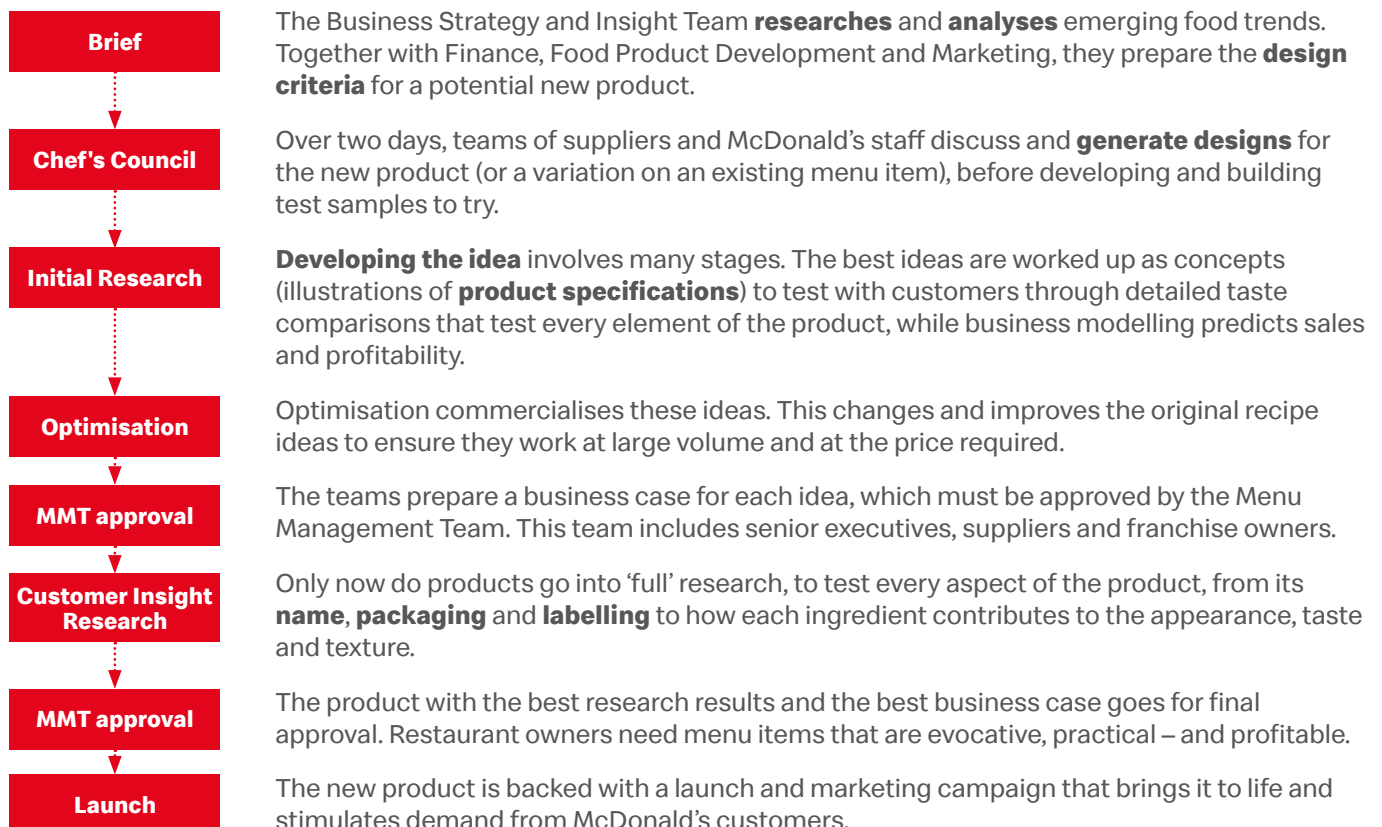 Brief
The Business Strategy and Insight Team researches and analyses emerging food trends.
Together with Finance, Food Product Development and Marketing, they prepare the design
criteria for a potential new product.
Chef's Council
Over two days, teams of suppliers and McDonald’s staff discuss and generate designs for
the new product (or a variation on an existing menu item), before developing and building
test samples to try.
Initial Research
Developing the idea involves many stages. The best ideas are worked up as concepts
(illustrations of product specifications) to test with customers through detailed taste
comparisons that test every element of the product, while business modelling predicts sales
and profitability.
Optimisation
Optimisation commercialises these ideas. This changes and improves the original recipe
ideas to ensure they work at large volume and at the price required.
MMT approval
The teams prepare a business case for each idea, which must be approved by the Menu
Management Team. This team includes senior executives, suppliers and franchise owners.
Customer Insight
Research
Only now do products go into ‘full’ research, to test every aspect of the product, from its
name, packaging and labelling to how each ingredient contributes to the appearance, taste
and texture.
MMT approval
The product with the best research results and the best business case goes for final
approval. Restaurant owners need menu items that are evocative, practical – and profitable.
Launch
The new product is backed with a launch and marketing campaign that brings it to life and
stimulates demand from McDonald’s customers.